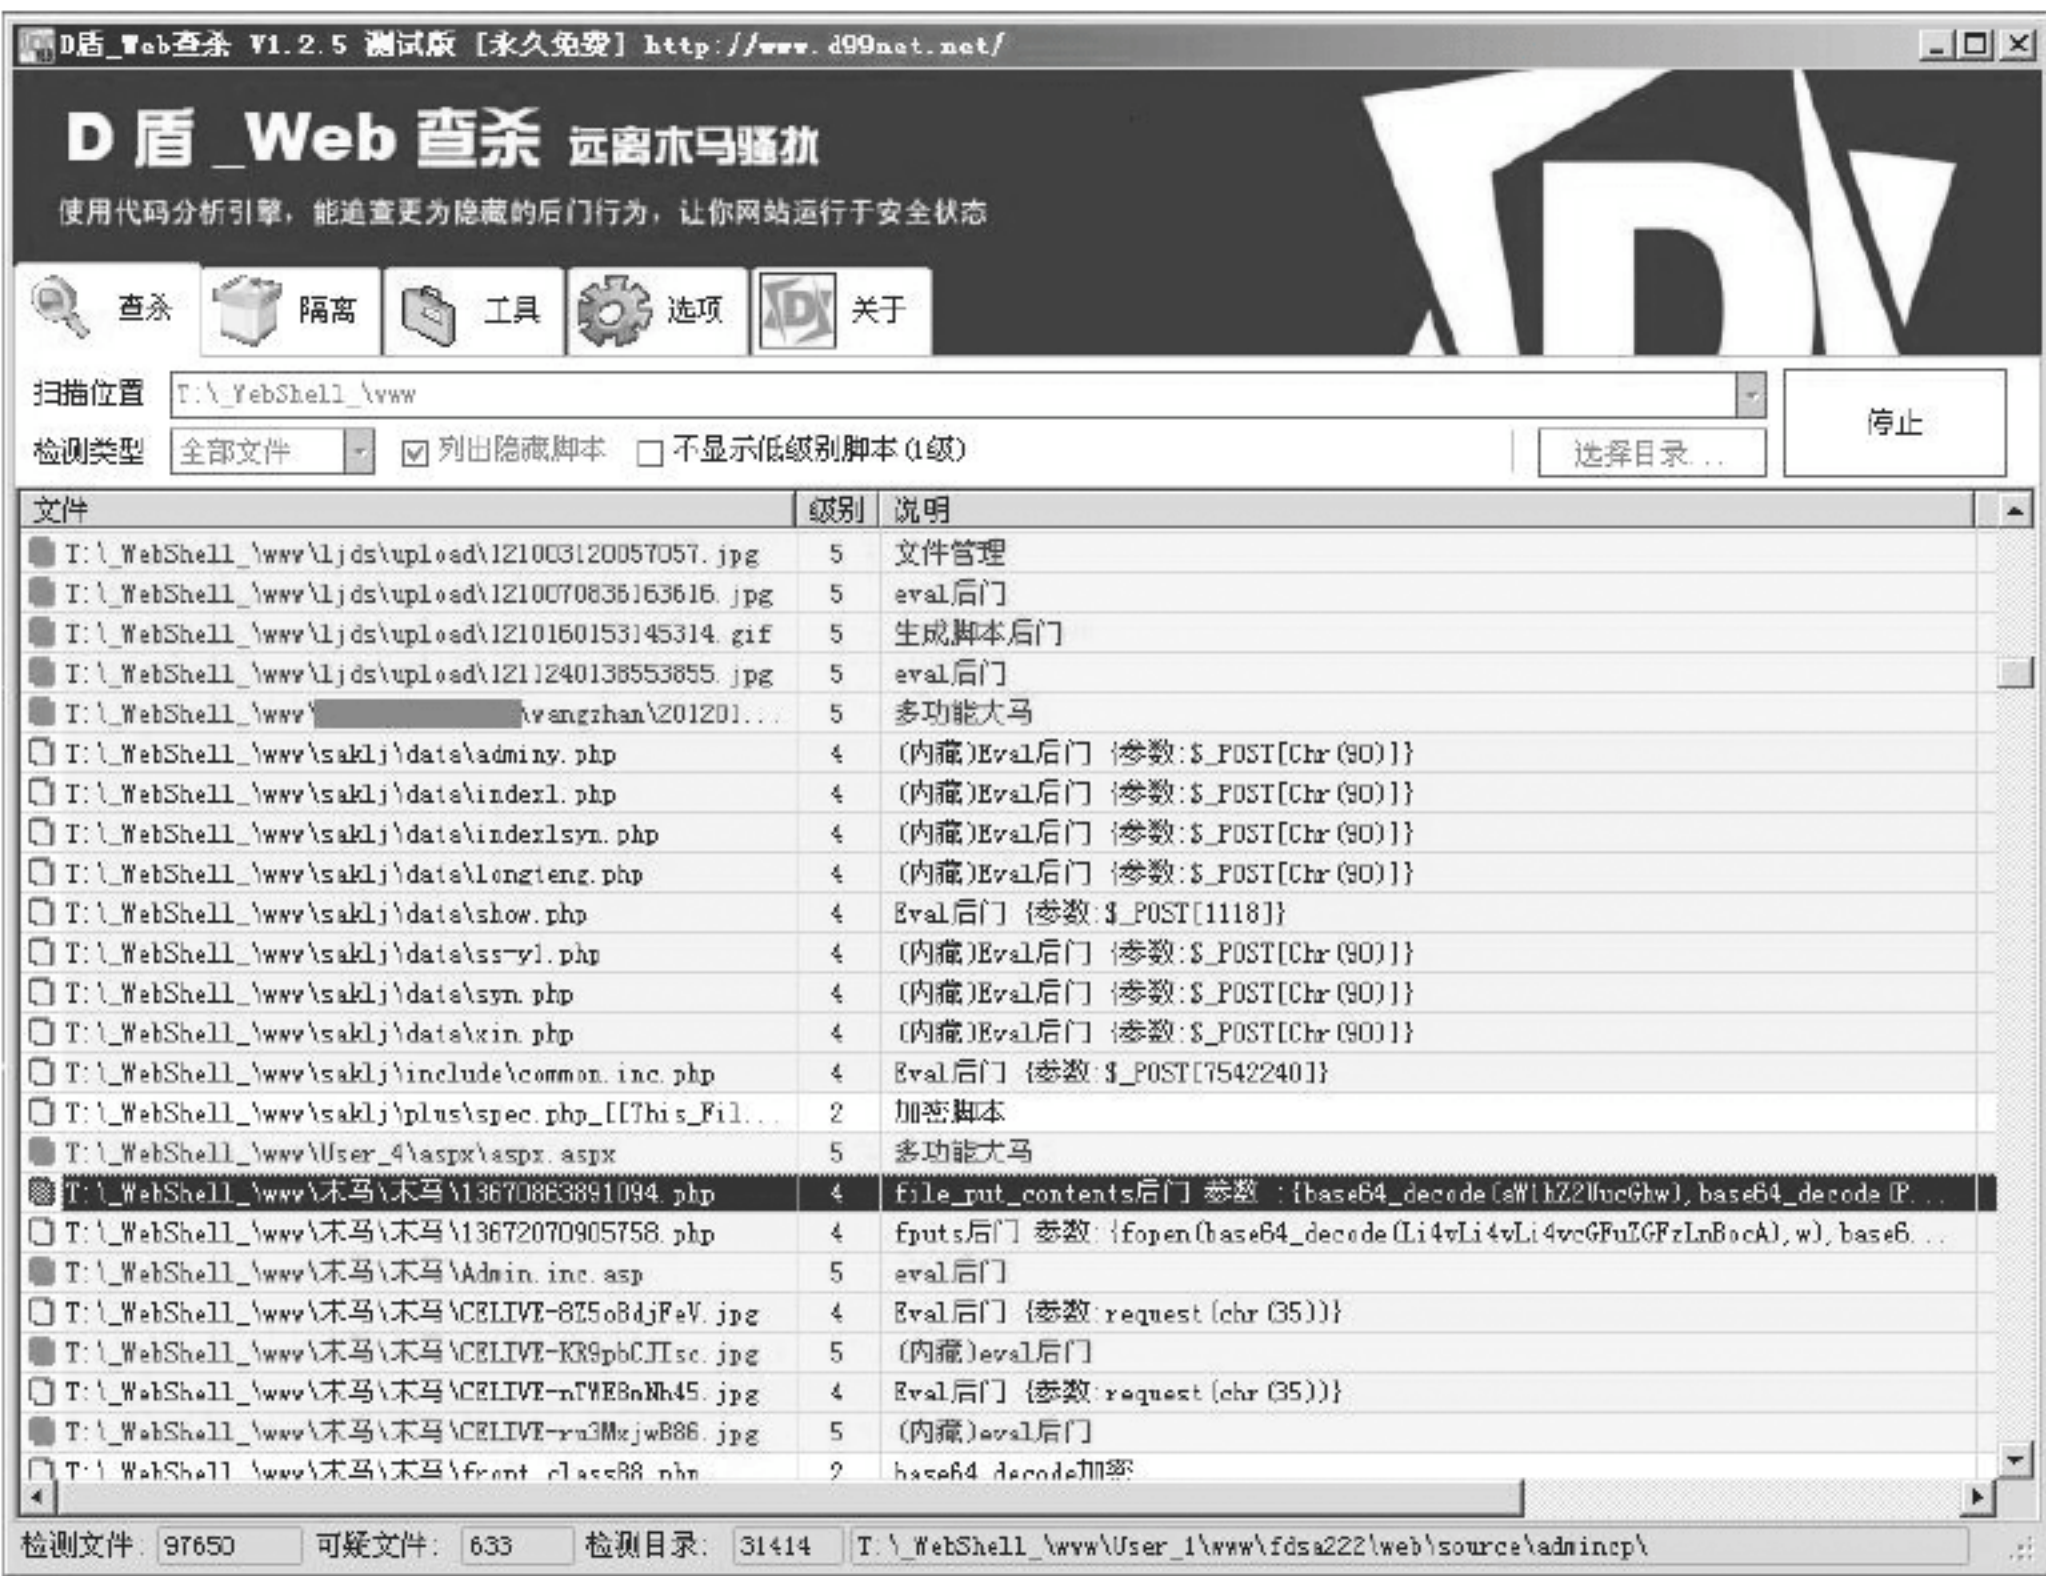 D盾_Web查杀 V1.2.5 测试版 [永久免费] http://www.d99net.net/
D 盾 _Web 查杀 远离木马骚扰
使用代码分析引擎，能追查更为隐藏的后门行为，让你网站运行于安全状态
查杀 隔离 工具 选项 关于
扫描位置 T:\_WebShell_\www 停止
检测类型 全部文件 列出隐藏脚本 不显示低级别脚本(1级) 选择目录...
文件 级别 说明
T:\_WebShell_\www\ljds\upload\121003120057057.jpg 5 文件管理
T:\_WebShell_\www\ljds\upload\1210070836163616.jpg 5 eval后门
T:\_WebShell_\www\ljds\upload\1210160153145314.gif 5 生成脚本后门
T:\_WebShell_\www\ljds\upload\1211240138553855.jpg 5 eval后门
T:\_WebShell_\www\ \wangzhan\201201... 5 多功能大马
T:\_WebShell_\www\saklj\data\adminy.php 4 (内藏)Eval后门 {参数:$_POST[Chr(90)]}
T:\_WebShell_\www\saklj\data\index1.php 4 (内藏)Eval后门 {参数:$_POST[Chr(90)]}
T:\_WebShell_\www\saklj\data\index1syn.php 4 (内藏)Eval后门 {参数:$_POST[Chr(90)]}
T:\_WebShell_\www\saklj\data\longteng.php 4 (内藏)Eval后门 {参数:$_POST[Chr(90)]}
T:\_WebShell_\www\saklj\data\show.php 4 Eval后门 {参数:$_POST[1118]}
T:\_WebShell_\www\saklj\data\ss-y1.php 4 (内藏)Eval后门 {参数:$_POST[Chr(90)]}
T:\_WebShell_\www\saklj\data\syn.php 4 (内藏)Eval后门 {参数:$_POST[Chr(90)]}
T:\_WebShell_\www\saklj\data\xin.php 4 (内藏)Eval后门 {参数:$_POST[Chr(90)]}
T:\_WebShell_\www\saklj\include\common.inc.php 4 Eval后门 {参数:$_POST[7542240]}
T:\_WebShell_\www\saklj\plus\spec.php_[[This_Fil... 2 加密脚本
T:\_WebShell_\www\User_4\aspx\aspx.aspx 5 多功能大马
T:\_WebShell_\www\木马\木马\13670863891094.php 4 file_put_contents后门 参数 :{base64_decode(aW1hZ2UucGhw),base64_decode(P...
T:\_WebShell_\www\木马\木马\13672070905758.php 4 fputs后门 参数:{fopen(base64_decode(Li4vLi4vLi4vcGFuZGFzLnBocA),w),base6...
T:\_WebShell_\www\木马\木马\Admin.inc.asp 5 eval后门
T:\_WebShell_\www\木马\木马\CELIVE-8Z5oBdjFeV.jpg 4 Eval后门 {参数:request(chr(35))}
T:\_WebShell_\www\木马\木马\CELIVE-KR9pbCJIsc.jpg 5 (内藏)eval后门
T:\_WebShell_\www\木马\木马\CELIVE-nTWE8nNh45.jpg 4 Eval后门 {参数:request(chr(35))}
T:\_WebShell_\www\木马\木马\CELIVE-ru3MxjwB86.jpg 5 (内藏)eval后门
T:\_WebShell_\www\木马\木马\front_class88.php 2 base64_decode加密
检测文件: 97650 可疑文件: 633 检测目录: 31414 T:\_WebShell_\www\User_1\www\fdsa222\web\source\admincp\